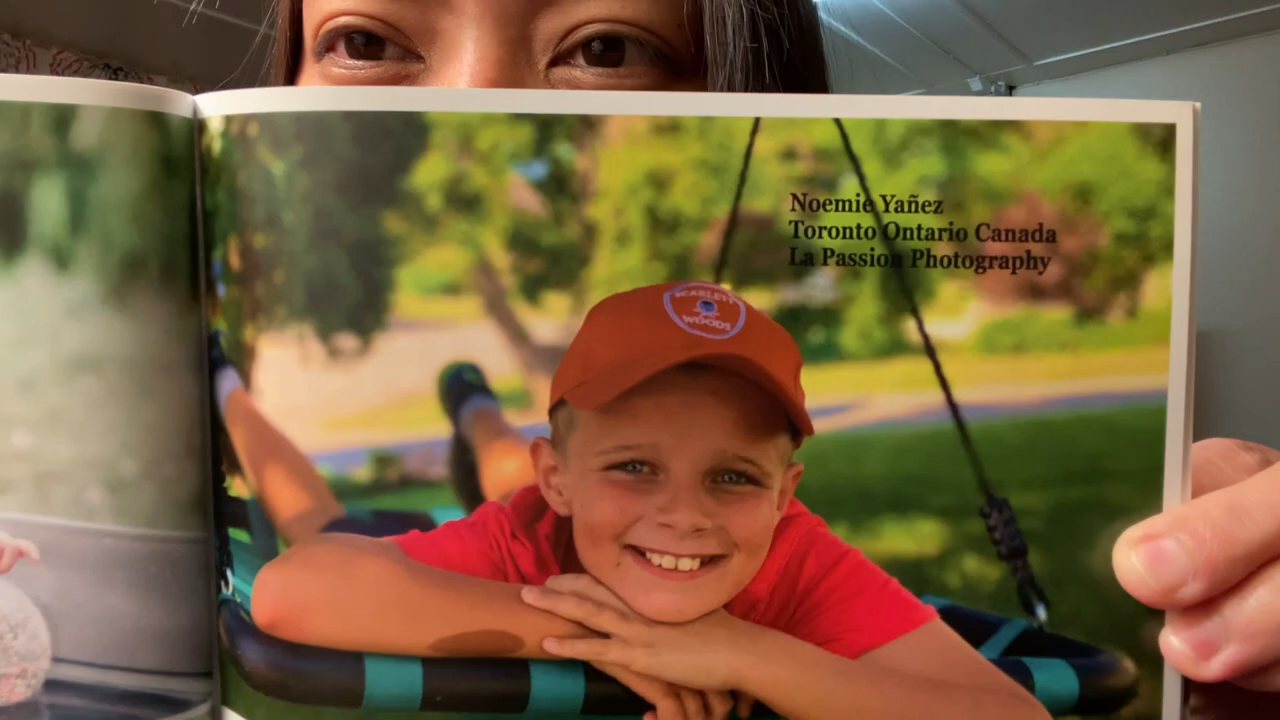 Noemie Yañez
Toronto Ontario Canada
La Passion Photography
SCARLETT
WOODS